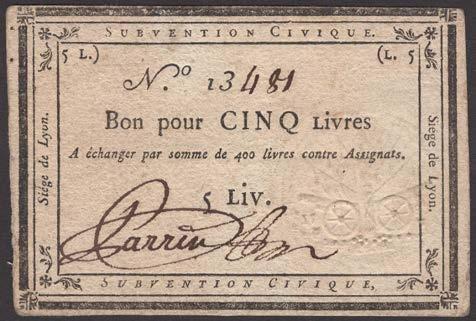 Subvention Civique.
5 L.) (L. 5
N.º 13481
Bon pour CINQ Livres
A échanger par somme de 400 livres contre Assignats.
5 Liv.
Siége de Lyon.
Siége de Lyon.
Subvention Civique,